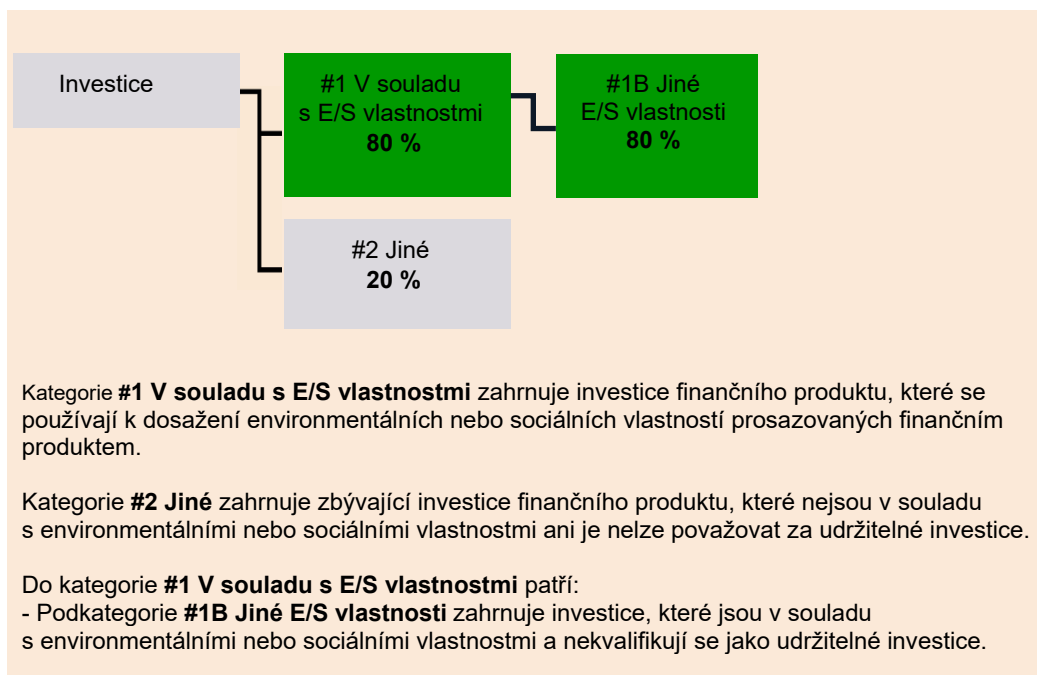 Investice
#1 V souladu
s E/S vlastnostmi
80 %
#1B Jiné
E/S vlastnosti
80 %
#2 Jiné
20 %
Kategorie #1 V souladu s E/S vlastnostmi zahrnuje investice finančního produktu, které se
používají k dosažení environmentálních nebo sociálních vlastností prosazovaných finančním
produktem.
Kategorie #2 Jiné zahrnuje zbývající investice finančního produktu, které nejsou v souladu
s environmentálními nebo sociálními vlastnostmi ani je nelze považovat za udržitelné investice.
Do kategorie #1 V souladu s E/S vlastnostmi patří:
- Podkategorie #1B Jiné E/S vlastnosti zahrnuje investice, které jsou v souladu
s environmentálními nebo sociálními vlastnostmi a nekvalifikují se jako udržitelné investice.